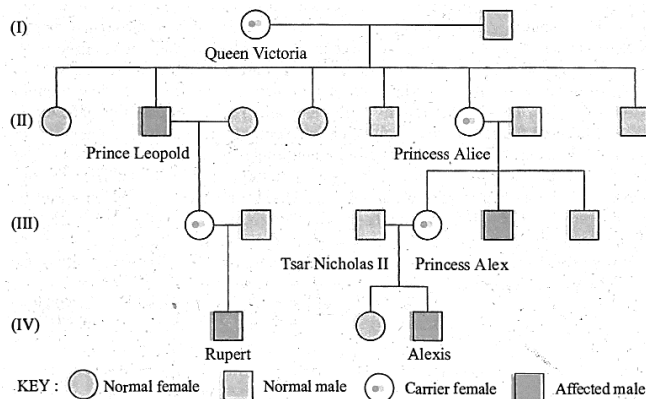 (I)
Queen Victoria
(II)
Prince Leopold Princess Alice
(III)
Tsar Nicholas II Princess Alex
(IV)
Rupert Alexis
KEY : Normal female Normal male Carrier female Affected male